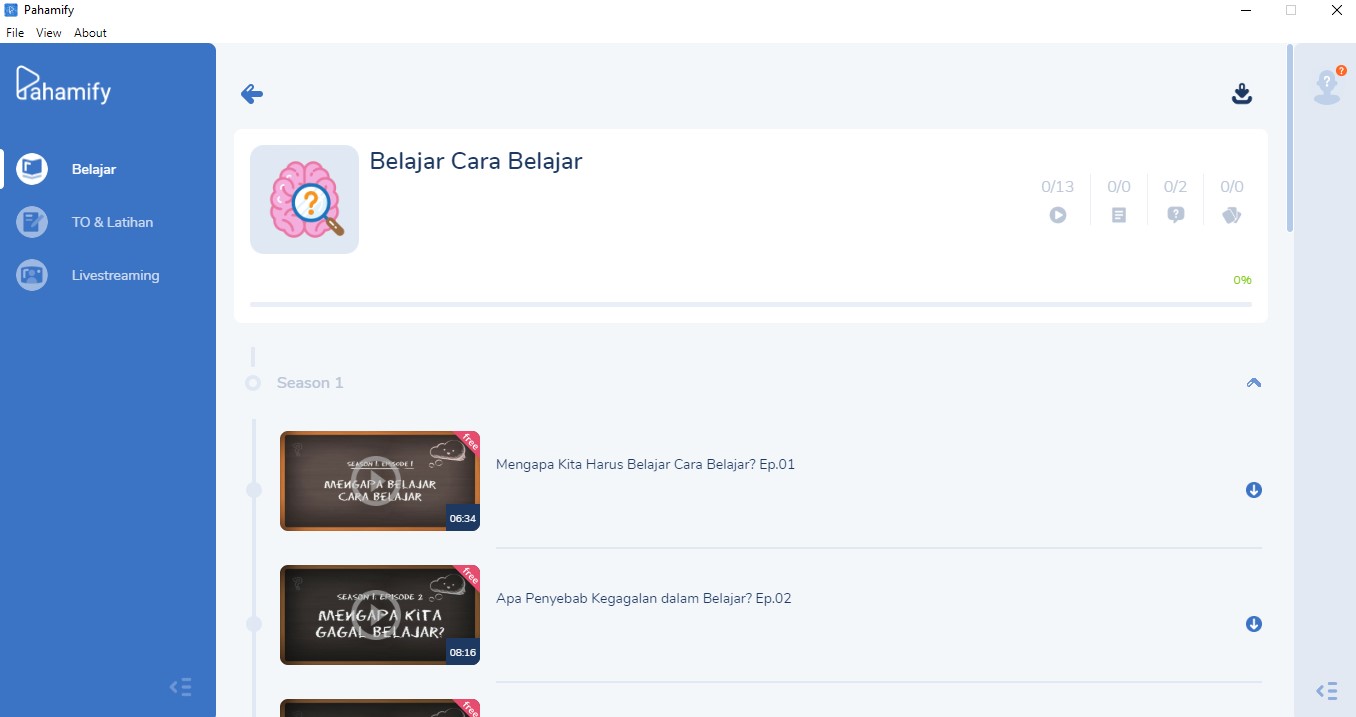 Pahamify
File View About
Pahamify
Belajar
TO & Latihan
Livestreaming
Belajar Cara Belajar
0/13 0/0 0/2 0/0
0%
Season 1
free
SEASON 1. EPISODE 1
MENGAPA BELAJAR
CARA BELAJAR
06:34
Mengapa Kita Harus Belajar Cara Belajar? Ep.01
free
SEASON 1. EPISODE 2
MENGAPA KITA
GAGAL BELAJAR?
08:16
Apa Penyebab Kegagalan dalam Belajar? Ep.02
free